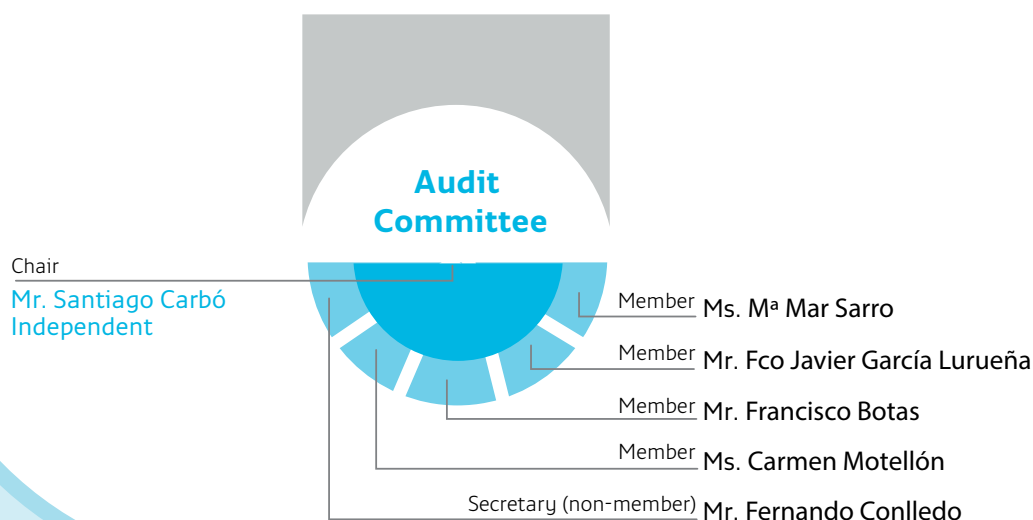 Audit
Committee
Chair
Mr. Santiago Carbó
Independent
Member Ms. Mª Mar Sarro
Member Mr. Fco Javier García Lurueña
Member Mr. Francisco Botas
Member Ms. Carmen Motellón
Secretary (non-member) Mr. Fernando Conlledo